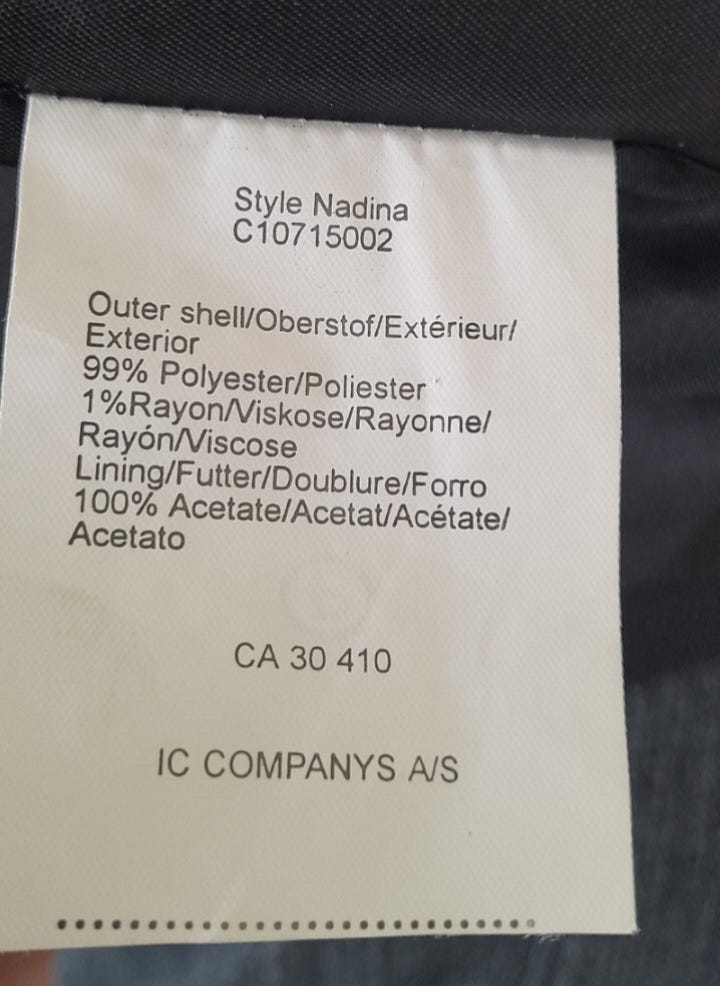 Style Nadina
C10715002
Outer shell/Oberstof/Extérieur/
Exterior
99% Polyester/Poliester
1%Rayon/Viskose/Rayonne/
Rayón/Viscose
Lining/Futter/Doublure/Forro
100% Acetate/Acetat/Acétate/
Acetato
CA 30 410
IC COMPANYS A/S